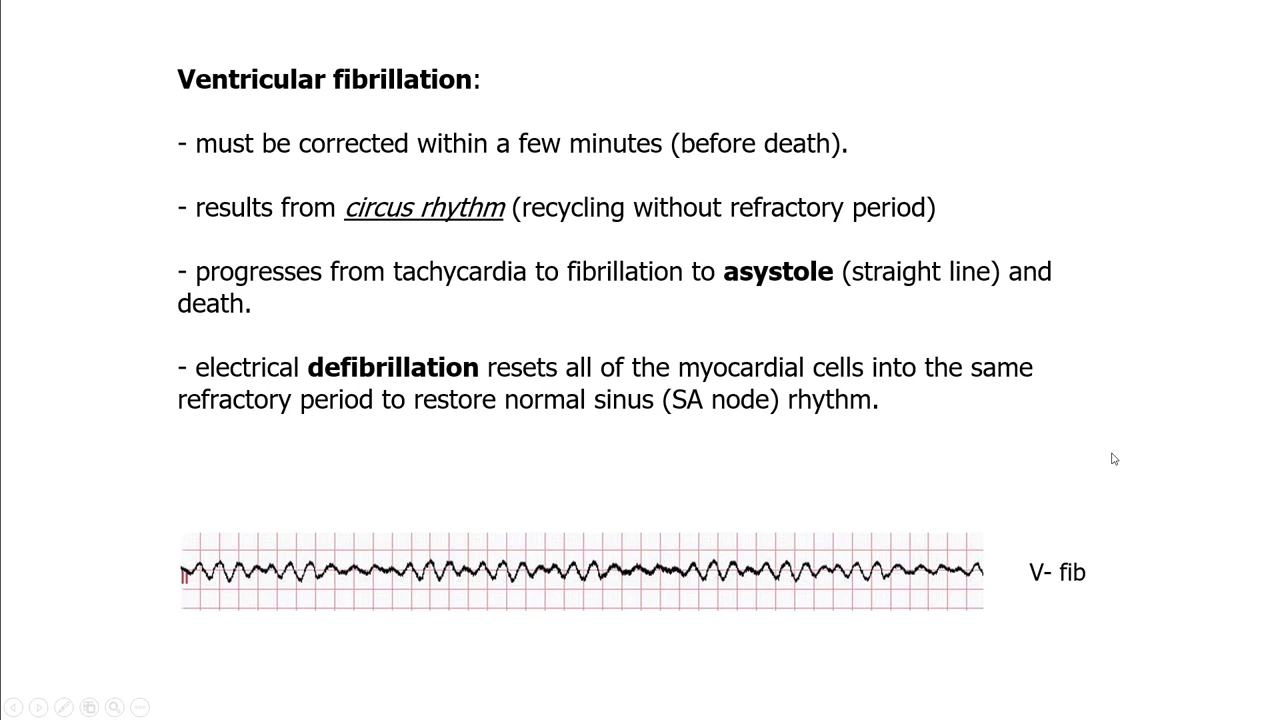 Ventricular fibrillation:
- must be corrected within a few minutes (before death).
- results from circus rhythm (recycling without refractory period)
- progresses from tachycardia to fibrillation to asystole (straight line) and
death.
- electrical defibrillation resets all of the myocardial cells into the same
refractory period to restore normal sinus (SA node) rhythm.
II
V- fib